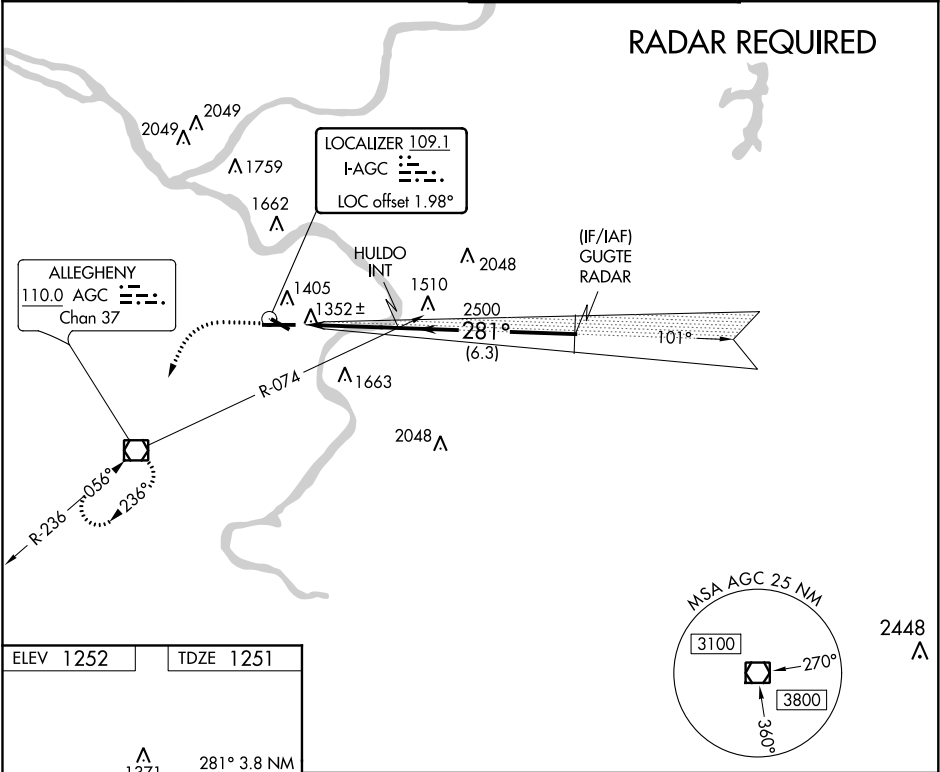 RADAR REQUIRED
2049
2049
1759
LOCALIZER 109.1
I-AGC
LOC offset 1.98°
1662
HULDO
INT
2048
(IF/IAF)
GUGTE
RADAR
ALLEGHENY
110.0 AGC
Chan 37
1405
1352 ±
1510
2500
281°
(6.3)
101°
R-074
1663
2048
R-236
056°
236°
MSA AGC 25 NM
3100
270°
3800
360°
2448
ELEV 1252
TDZE 1251
281° 3.8 NM